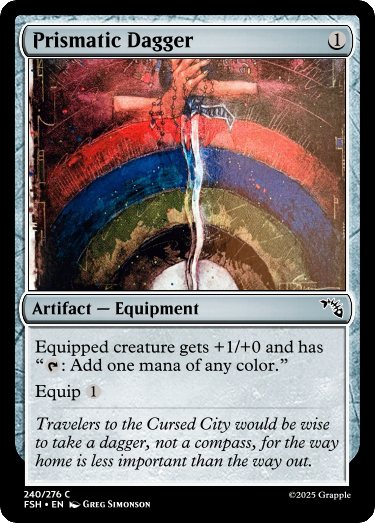 Prismatic Dagger 1
Artifact — Equipment
Equipped creature gets +1/+0 and has
“: Add one mana of any color.”
Equip 1
Travelers to the Cursed City would be wise
to take a dagger, not a compass, for the way
home is less important than the way out.
240/276 C
FSH • EN Greg Simonson
©2025 Grapple